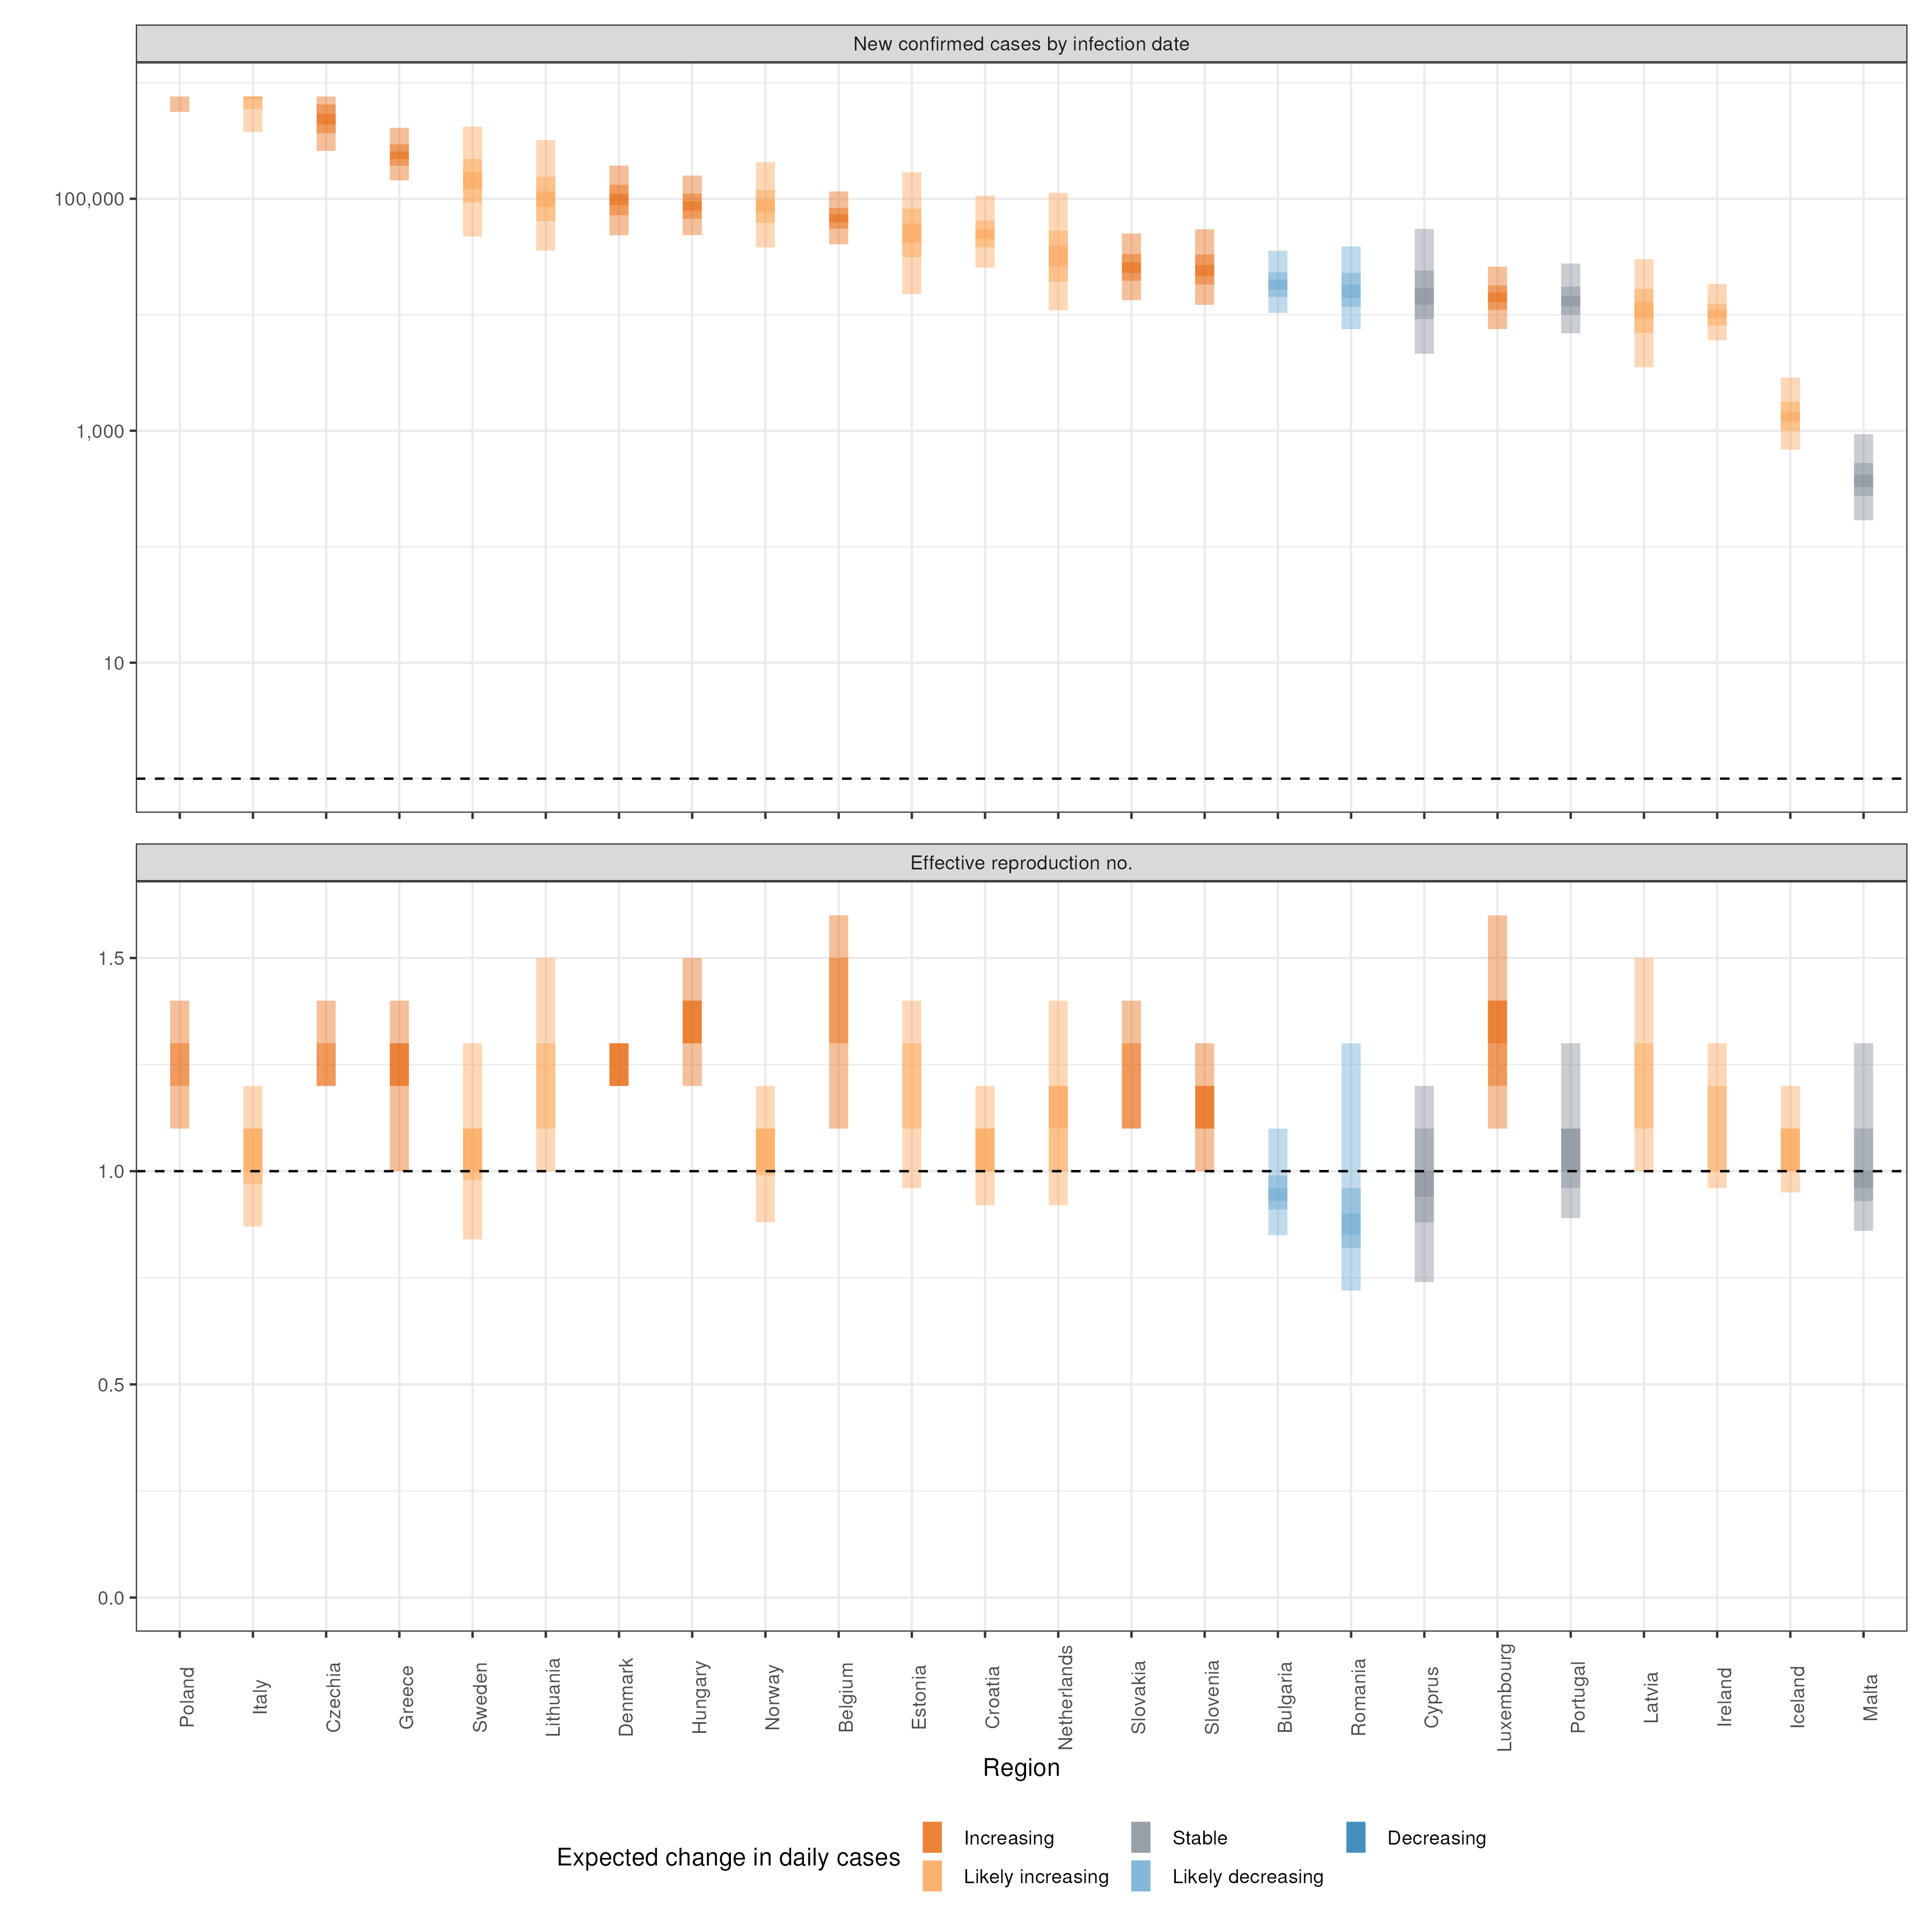 New confirmed cases by infection date
100,000
1,000
10
Effective reproduction no.
1.5
1.0
0.5
0.0
Poland
Italy
Czechia
Greece
Sweden
Lithuania
Denmark
Hungary
Norway
Belgium
Estonia
Croatia
Netherlands
Slovakia
Slovenia
Bulgaria
Romania
Cyprus
Luxembourg
Portugal
Latvia
Ireland
Iceland
Malta
Region
Expected change in daily cases
Increasing
Likely increasing
Stable
Likely decreasing
Decreasing